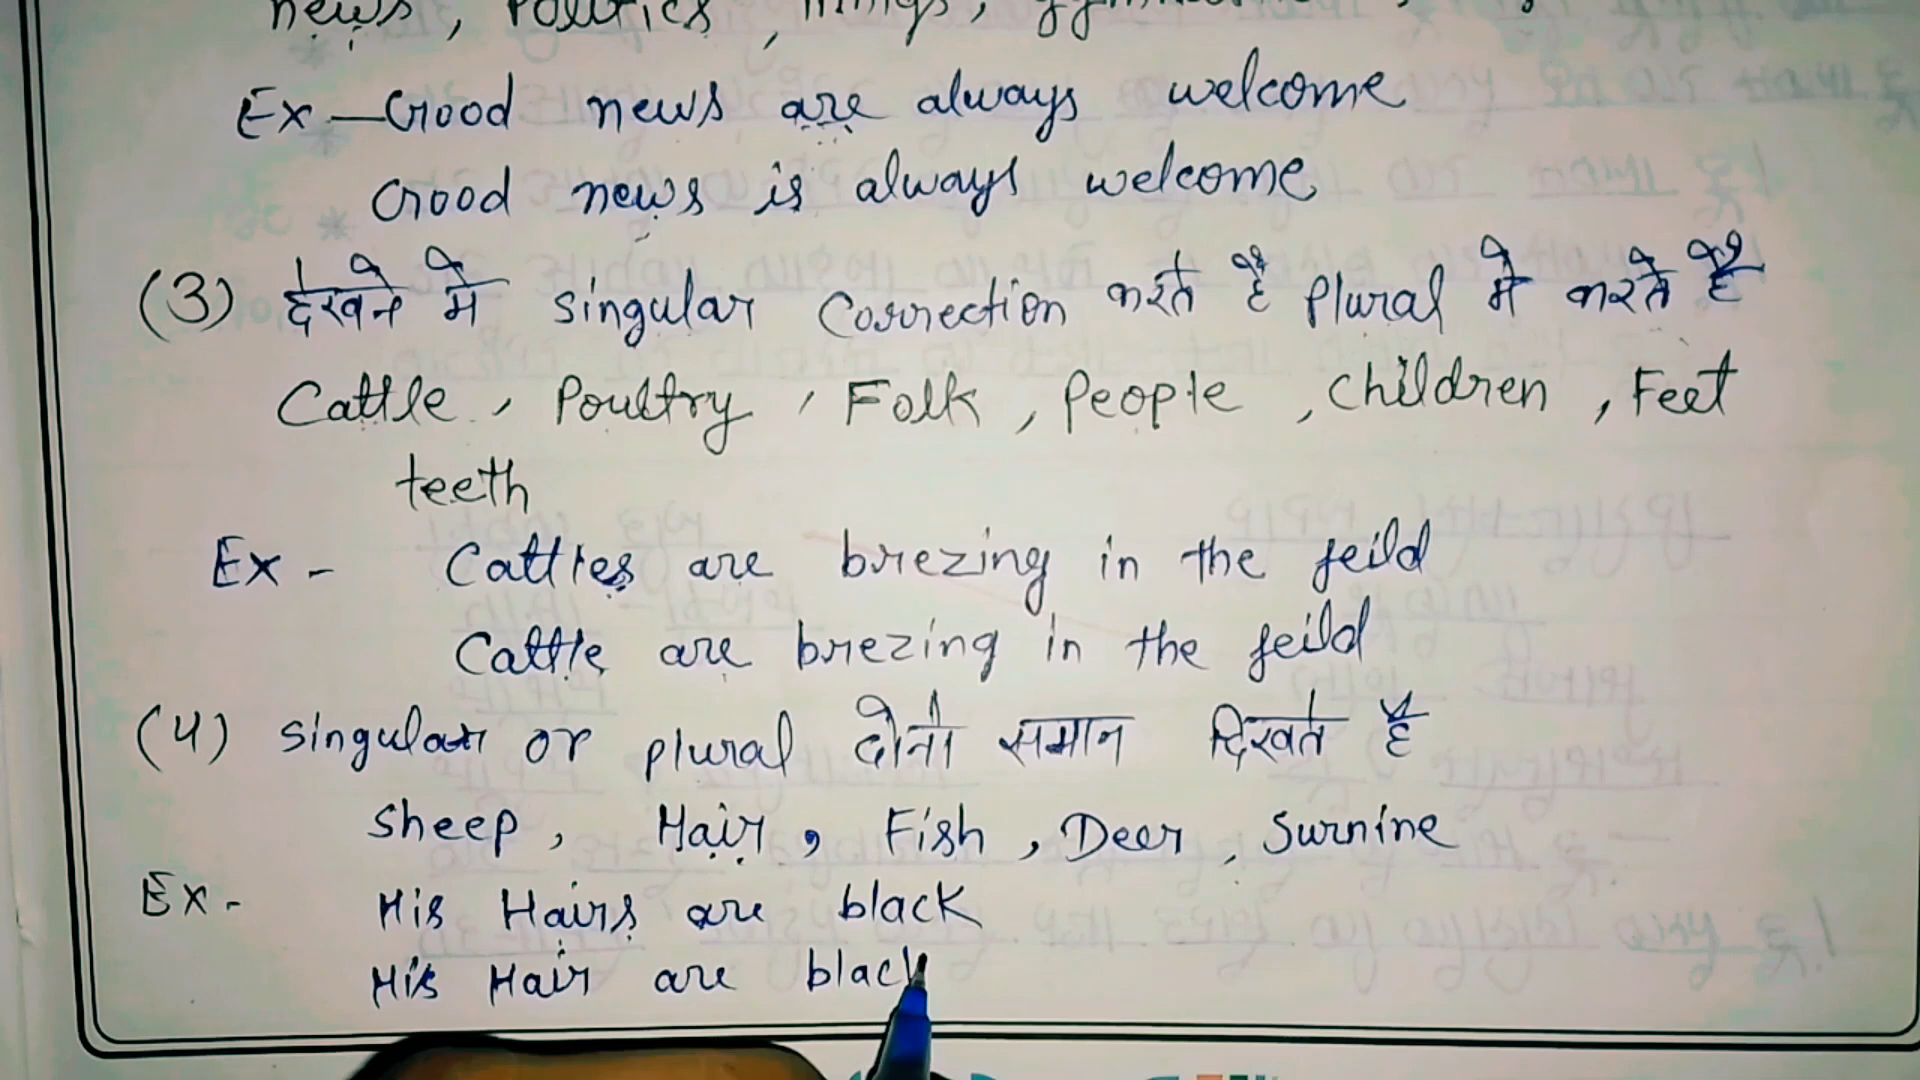 news, Politics,
Ex - Good news are always welcome
Good news is always welcome
(3) देखने मे singular Correction करते है Plural मे करते है
Cattle, Poultry, Folk, People, children, Feet
teeth
Ex - Cattles are brezing in the feild
Cattle are brezing in the feild
(4) singular or plural दोनो समान दिखते है
Sheep, Hair, Fish, Deer, Surnine
Ex - His Hairs are black
His Hair are black